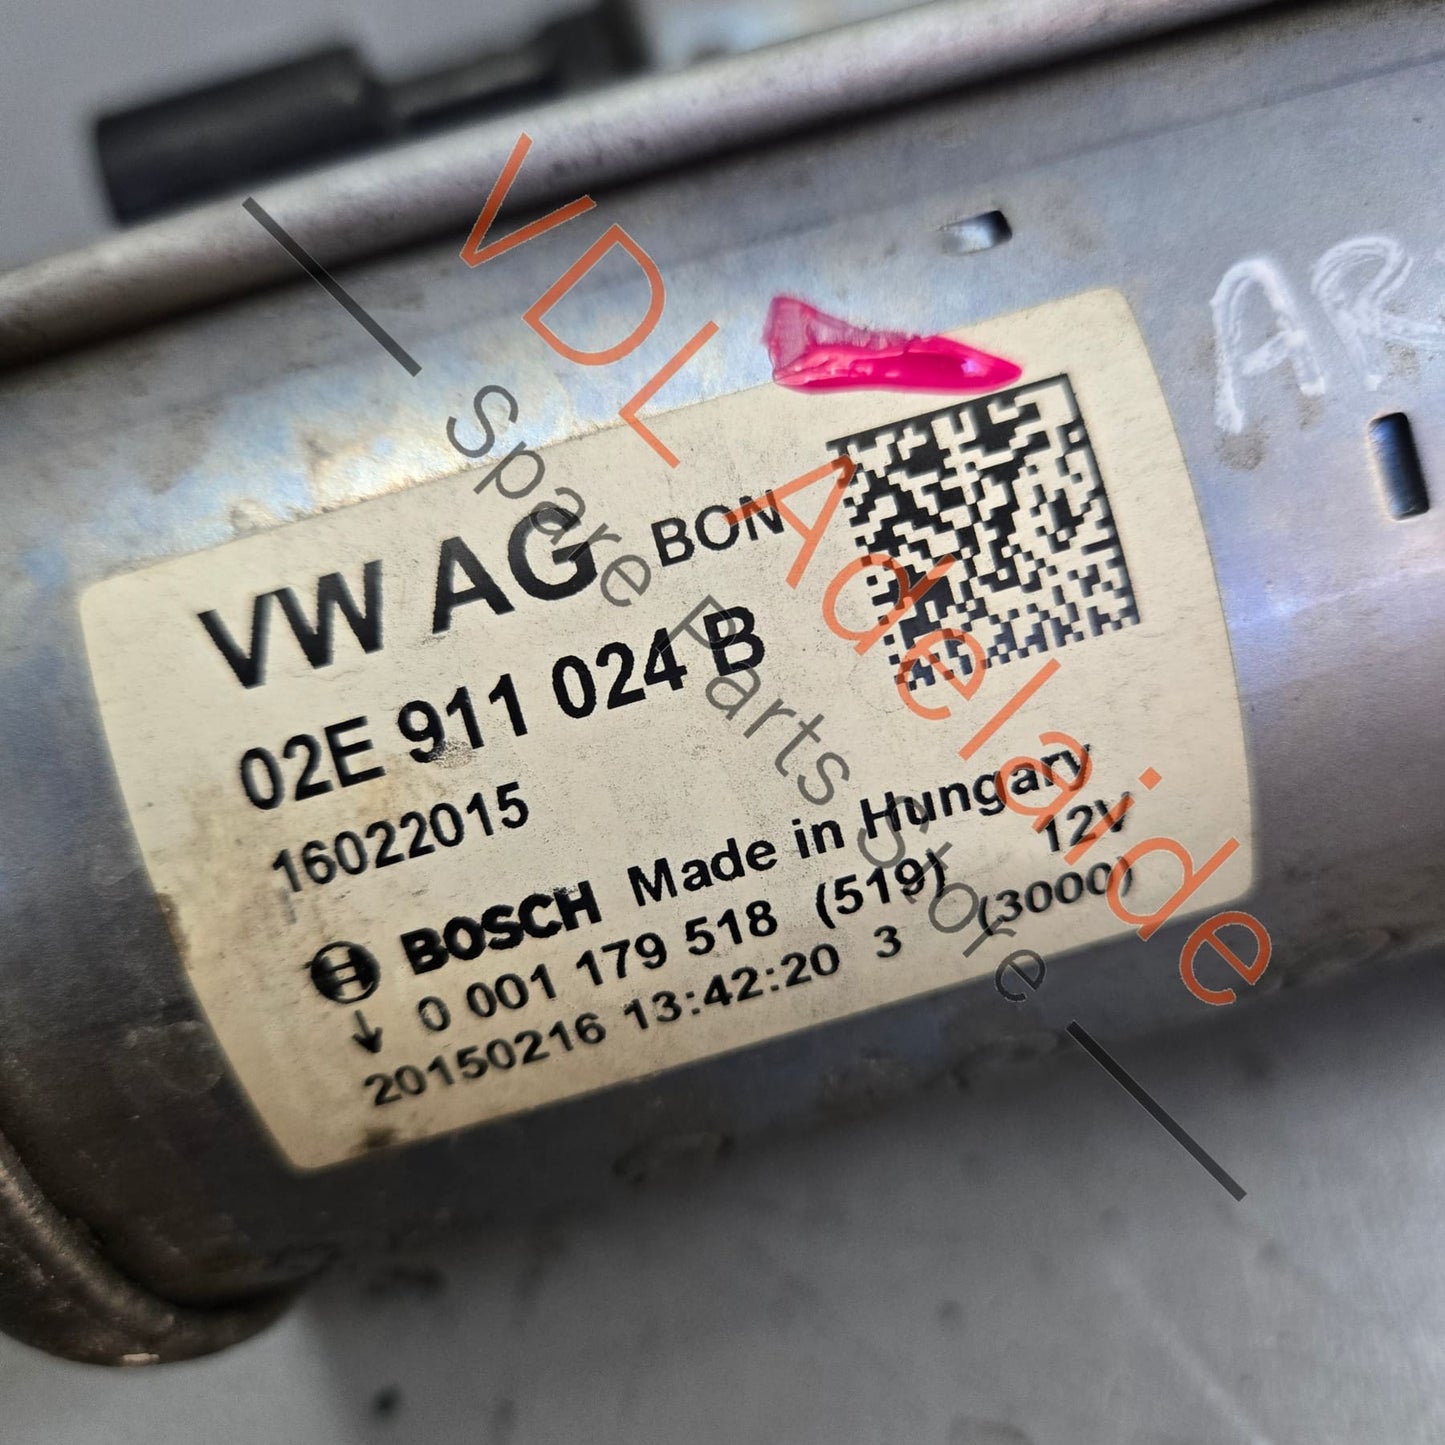 VW AG BON
02E 911 024 B
16022015
BOSCH Made in Hungary
0 001 179 518 (519) 12V
20150216 13:42:20 3 (3000)
VDL Adelaide
Spare Parts Store